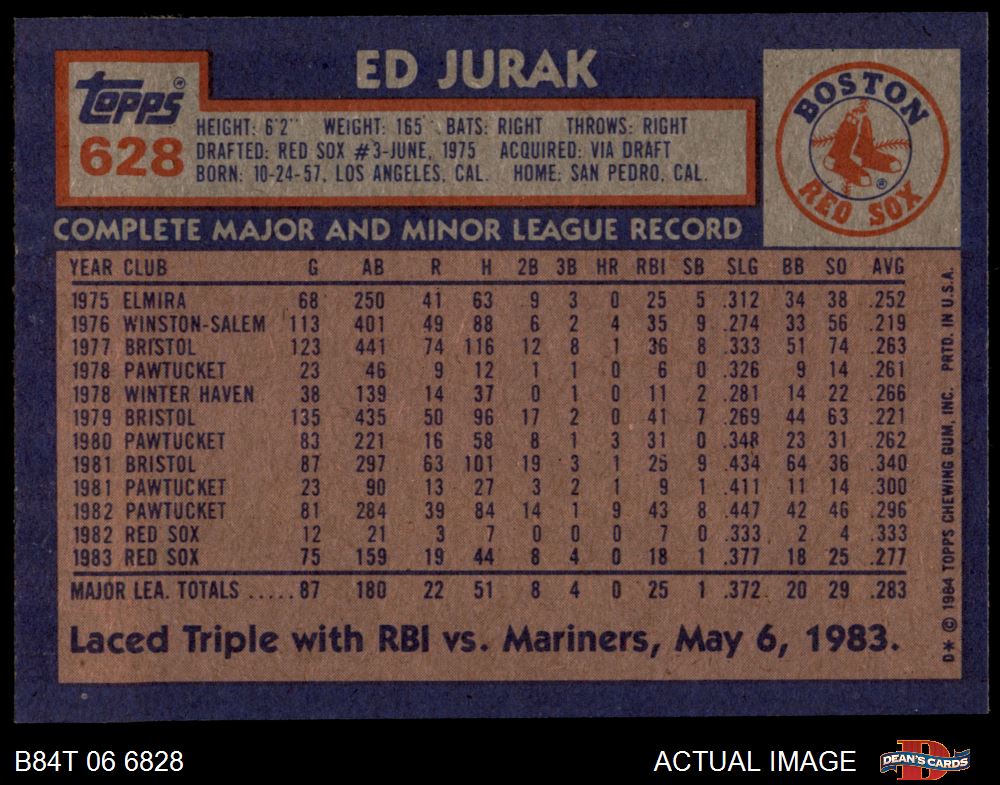 ED JURAK
TOPPS®
628
HEIGHT: 6'2" WEIGHT: 165 BATS: RIGHT THROWS: RIGHT
DRAFTED: RED SOX #3-JUNE, 1975 ACQUIRED: VIA DRAFT
BORN: 10-24-57, LOS ANGELES, CAL. HOME: SAN PEDRO, CAL.
BOSTON
RED SOX
®
COMPLETE MAJOR AND MINOR LEAGUE RECORD
YEAR CLUB G AB R H 2B 3B HR RBI SB SLG BB SO AVG
1975 ELMIRA 68 250 41 63 9 3 0 25 5 .312 34 38 .252
1976 WINSTON-SALEM 113 401 49 88 6 2 4 35 9 .274 33 56 .219
1977 BRISTOL 123 441 74 116 12 8 1 36 8 .333 51 74 .263
1978 PAWTUCKET 23 46 9 12 1 1 0 6 0 .326 9 14 .261
1978 WINTER HAVEN 38 139 14 37 0 1 0 11 2 .281 14 22 .266
1979 BRISTOL 135 435 50 96 17 2 0 41 7 .269 44 63 .221
1980 PAWTUCKET 83 221 16 58 8 1 3 31 0 .348 23 31 .262
1981 BRISTOL 87 297 63 101 19 3 1 25 9 .434 64 36 .340
1981 PAWTUCKET 23 90 13 27 3 2 1 9 1 .411 11 14 .300
1982 PAWTUCKET 81 284 39 84 14 1 9 43 8 .447 42 46 .296
1982 RED SOX 12 21 3 7 0 0 0 7 0 .333 2 4 .333
1983 RED SOX 75 159 19 44 8 4 0 18 1 .377 18 25 .277
MAJOR LEA. TOTALS .....87 180 22 51 8 4 0 25 1 .372 20 29 .283
Laced Triple with RBI vs. Mariners, May 6, 1983.
D* © 1984 TOPPS CHEWING GUM, INC. PRTD. IN U.S.A.
B84T 06 6828
ACTUAL IMAGE
DEAN'S CARDS